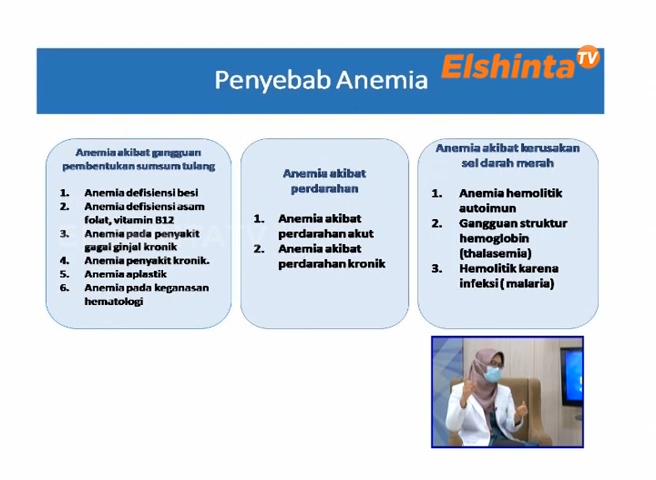 Penyebab Anemia
Elshinta TV
Anemia akibat gangguan
pembentukan sumsum tulang
1. Anemia defisiensi besi
2. Anemia defisiensi asam
folat, vitamin B12
3. Anemia pada penyakit
gagal ginjal kronik
4. Anemia penyakit kronik.
5. Anemia aplastik
6. Anemia pada keganasan
hematologi
Anemia akibat
perdarahan
1. Anemia akibat
perdarahan akut
2. Anemia akibat
perdarahan kronik
Anemia akibat kerusakan
sel darah merah
1. Anemia hemolitik
autoimun
2. Gangguan struktur
hemoglobin
(thalasemia)
3. Hemolitik karena
infeksi ( malaria)